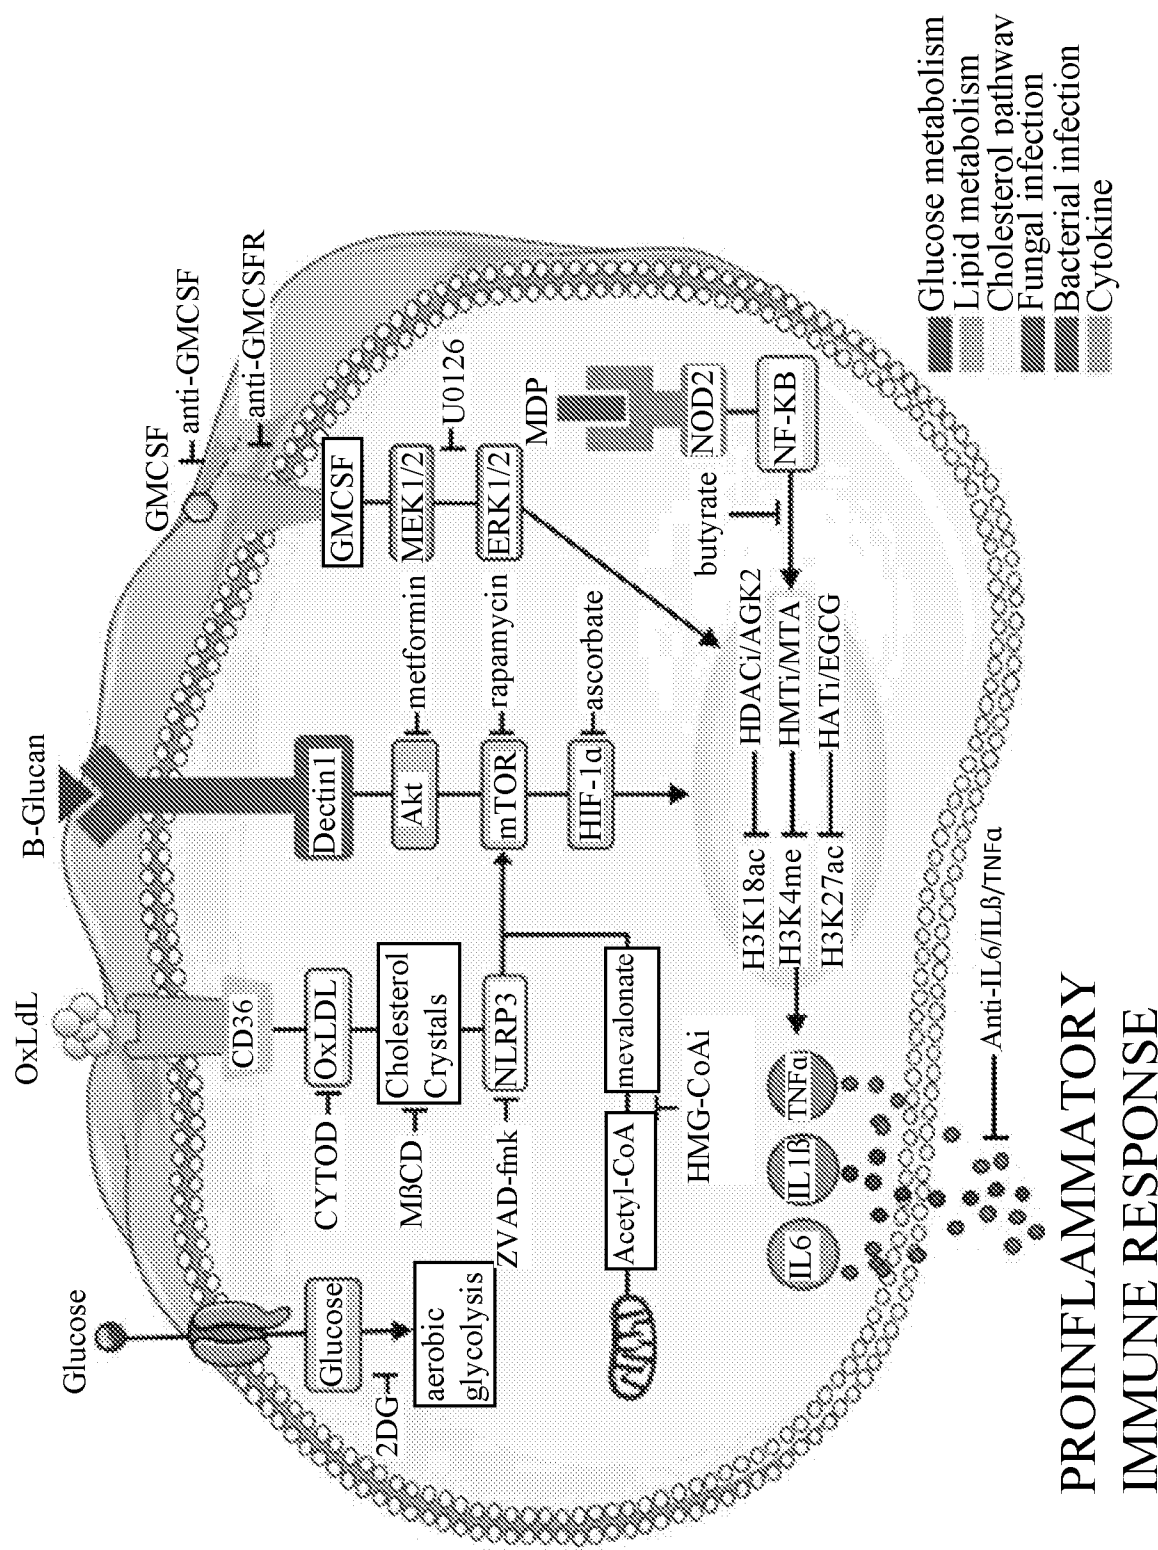 Glucose
OxLdL
B-Glucan
GMCSF
anti-GMCSF
anti-GMCSFR
Glucose
2DG
aerobic
glycolysis
CD36
CYTOD
OxLDL
MßCD
Cholesterol
Crystals
ZVAD-fmk
NLRP3
Acetyl-CoA
mevalonate
HMG-CoAi
Dectin1
Akt
metformin
mTOR
rapamycin
HIF-1α
ascorbate
GMCSF
MEK1/2
U0126
ERK1/2
MDP
NOD2
NF-KB
butyrate
H3K18ac
HDACi/AGK2
H3K4me
HMTi/MTA
H3K27ac
HATi/EGCG
IL6
IL1ß
TNFα
Anti-IL6/ILß/TNFα
PROINFLAMMATORY
IMMUNE RESPONSE
Glucose metabolism
Lipid metabolism
Cholesterol pathwav
Fungal infection
Bacterial infection
Cytokine